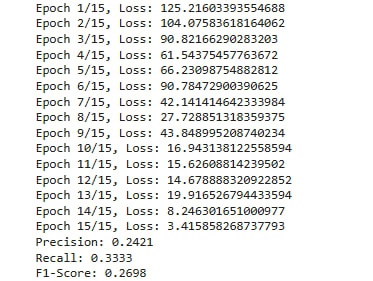 Epoch 1/15, Loss: 125.21603393554688
Epoch 2/15, Loss: 104.07583618164062
Epoch 3/15, Loss: 90.82166290283203
Epoch 4/15, Loss: 61.54375457763672
Epoch 5/15, Loss: 66.23098754882812
Epoch 6/15, Loss: 90.78472900390625
Epoch 7/15, Loss: 42.141414642333984
Epoch 8/15, Loss: 27.728851318359375
Epoch 9/15, Loss: 43.848995208740234
Epoch 10/15, Loss: 16.943138122558594
Epoch 11/15, Loss: 15.62608814239502
Epoch 12/15, Loss: 14.678888320922852
Epoch 13/15, Loss: 19.916526794433594
Epoch 14/15, Loss: 8.246301651000977
Epoch 15/15, Loss: 3.415858268737793
Precision: 0.2421
Recall: 0.3333
F1-Score: 0.2698